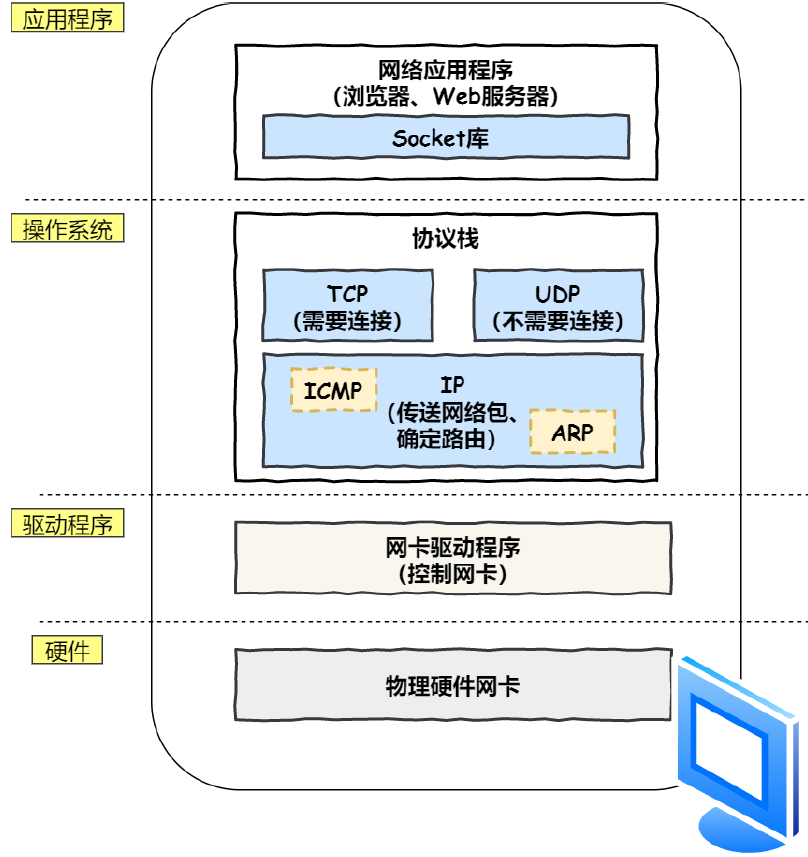 应用程序
网络应用程序
（浏览器、Web服务器）
Socket库
操作系统
协议栈
TCP
（需要连接）
UDP
（不需要连接）
ICMP
IP
（传送网络包、
确定路由）
ARP
驱动程序
网卡驱动程序
（控制网卡）
硬件
物理硬件网卡